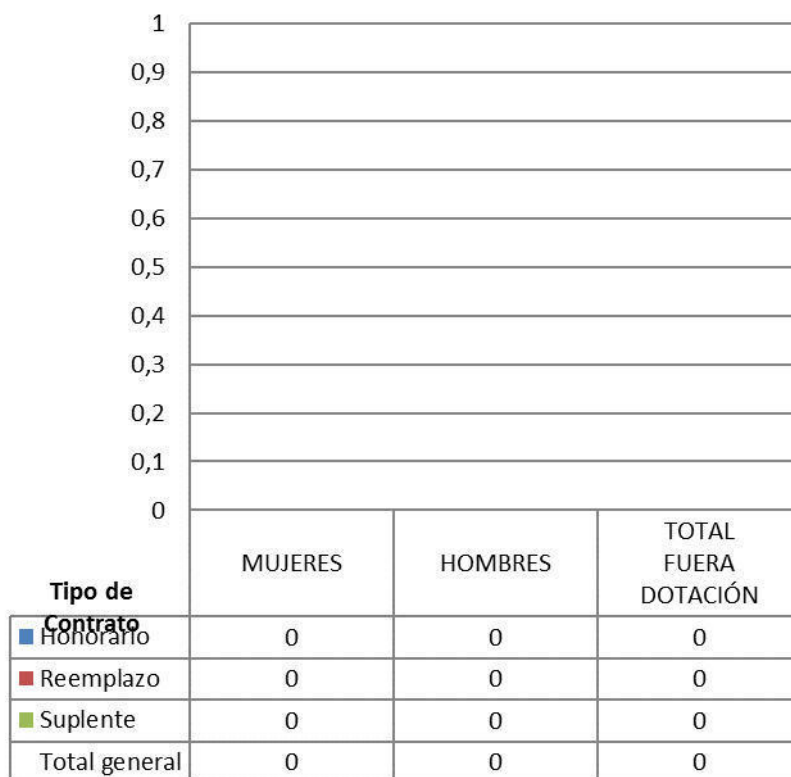 1
0,9
0,8
0,7
0,6
0,5
0,4
0,3
0,2
0,1
0
MUJERES HOMBRES TOTAL
FUERA
DOTACIÓN
Tipo de
Contrato
Honorario 0 0 0
Reemplazo 0 0 0
Suplente 0 0 0
Total general 0 0 0